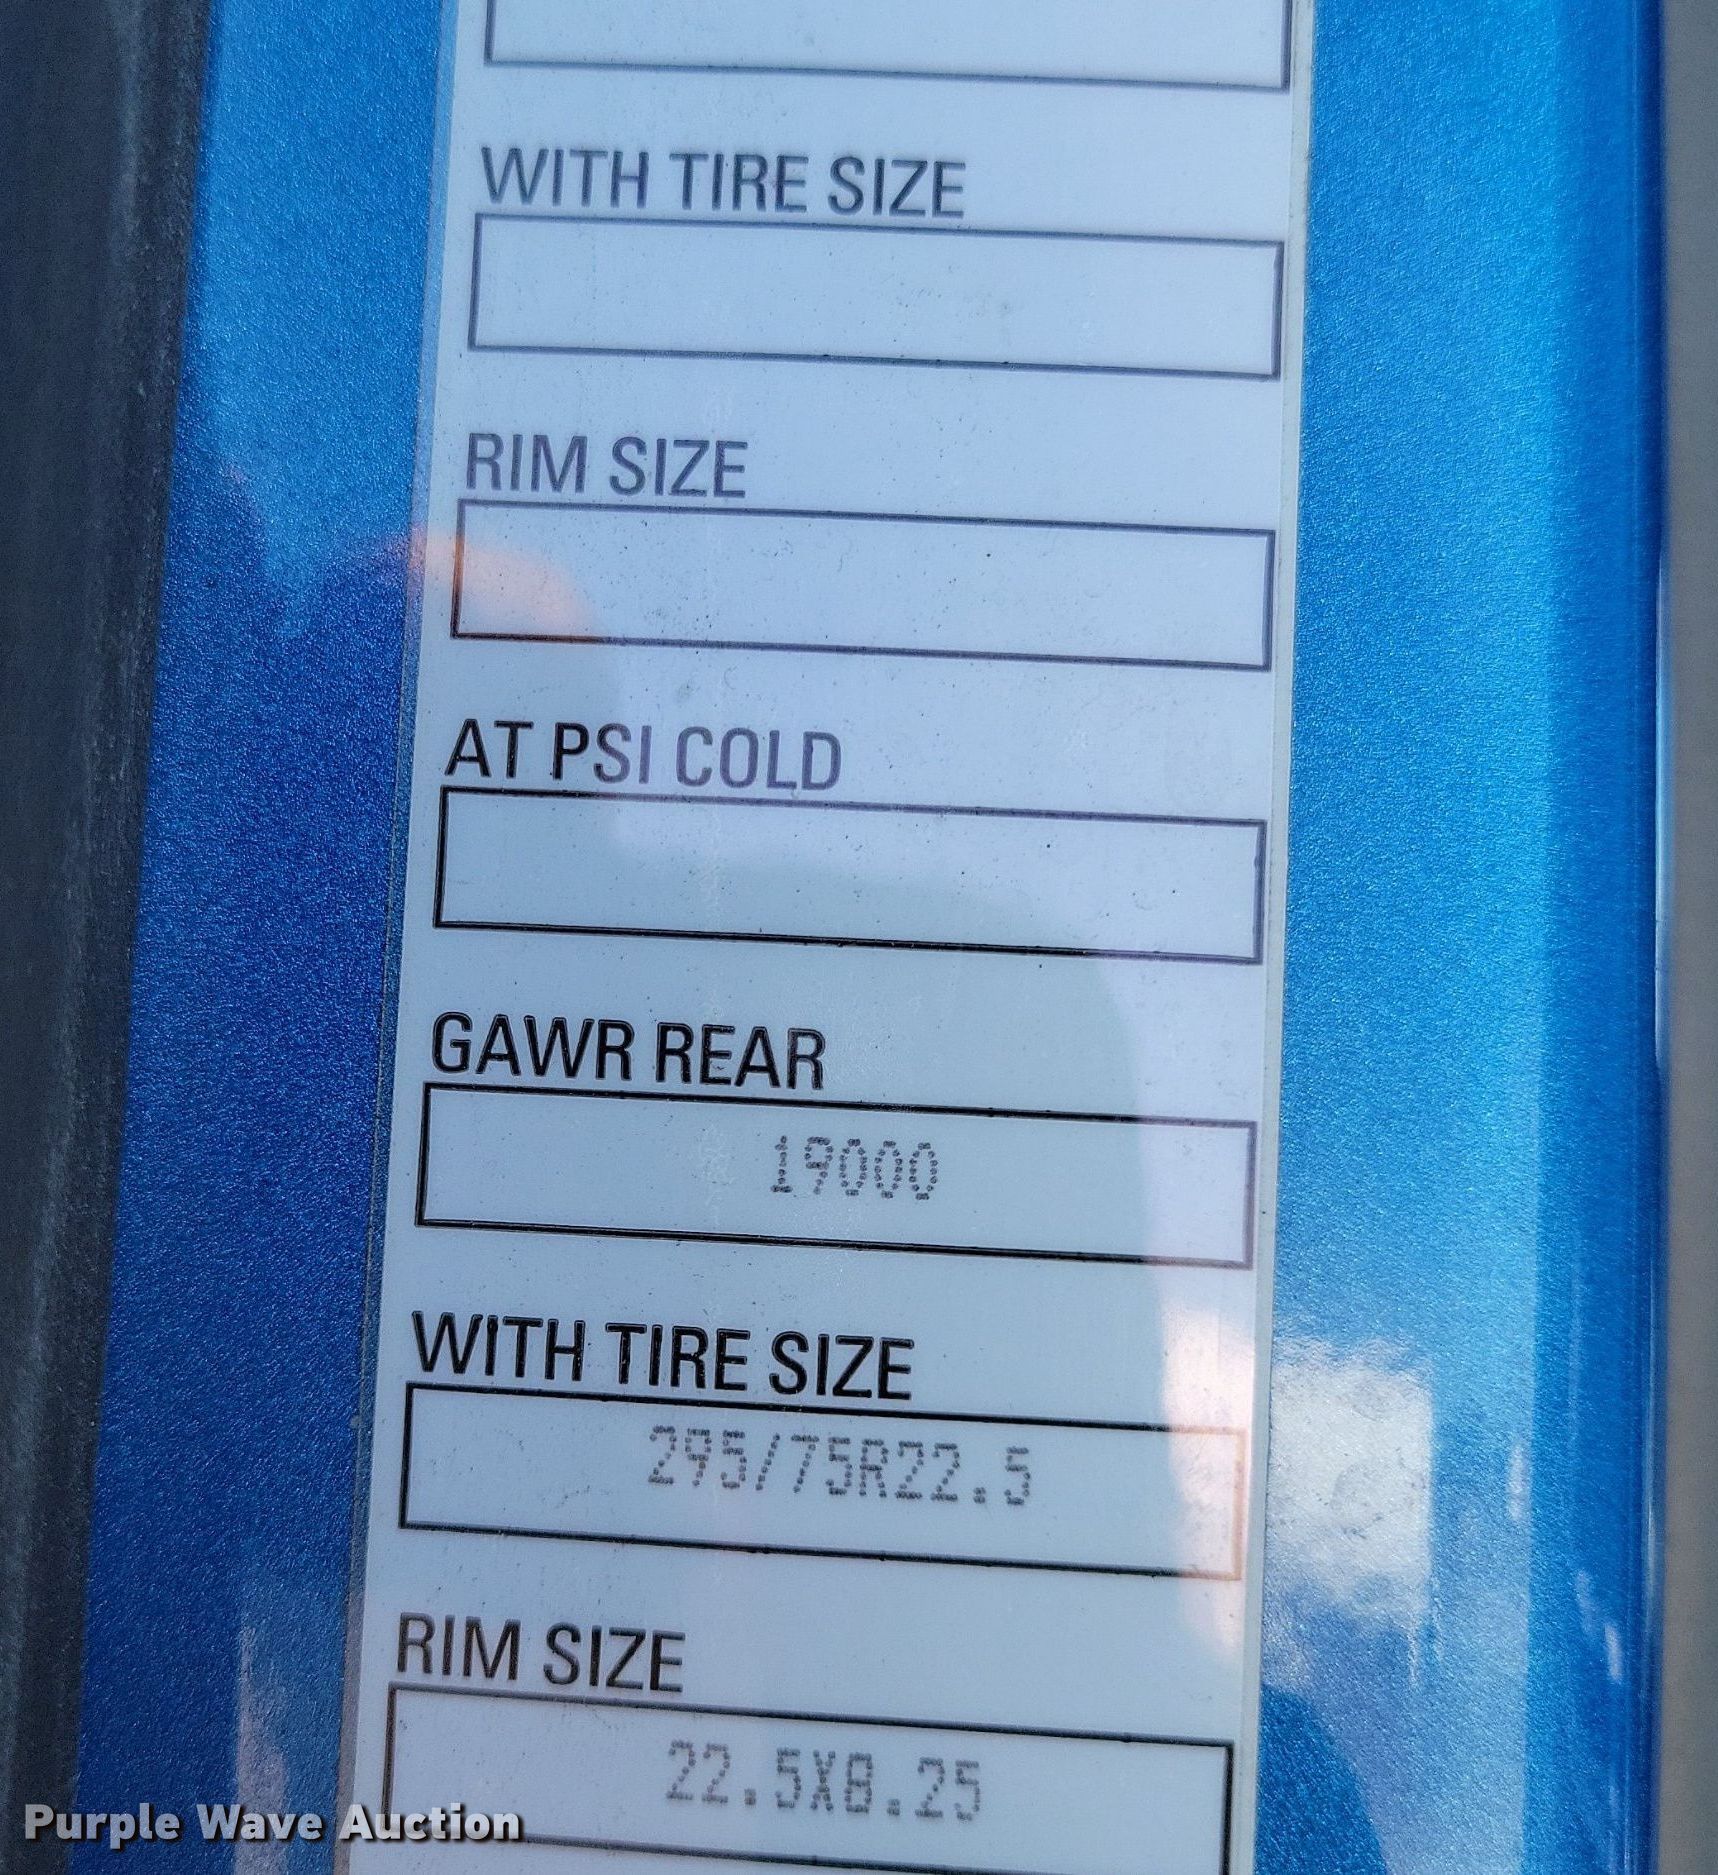 WITH TIRE SIZE
RIM SIZE
AT PSI COLD
GAWR REAR
19000
WITH TIRE SIZE
295/75R22.5
RIM SIZE
22.5X8.25
Purple Wave Auction